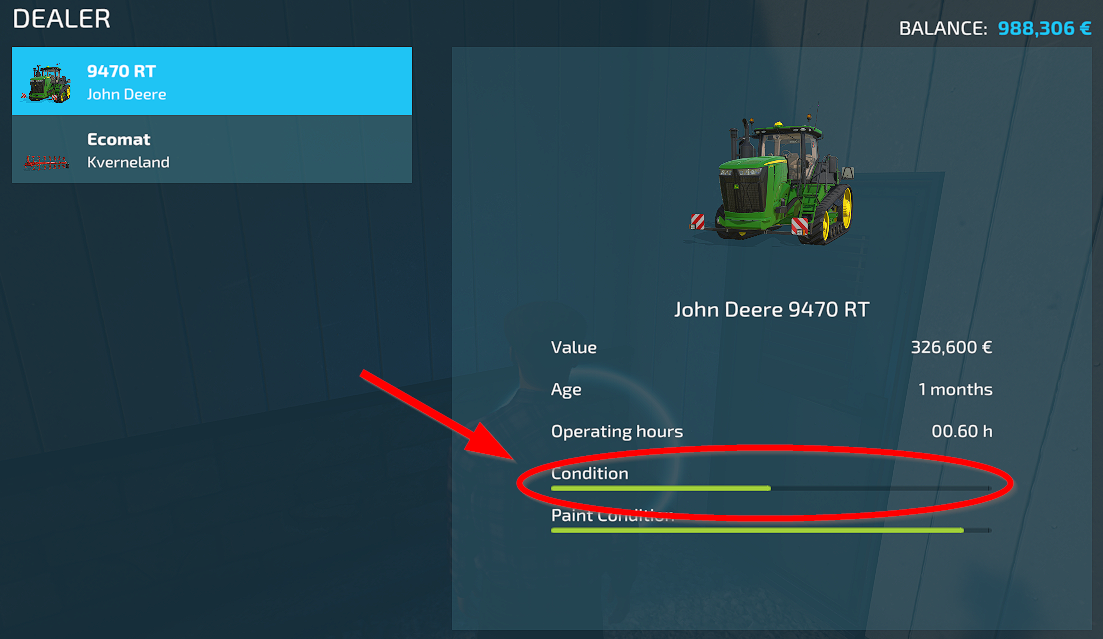 DEALER
BALANCE: 988,306 €
9470 RT
John Deere
Ecomat
Kverneland
John Deere 9470 RT
Value 326,600 €
Age 1 months
Operating hours 00.60 h
Condition
Paint Condition